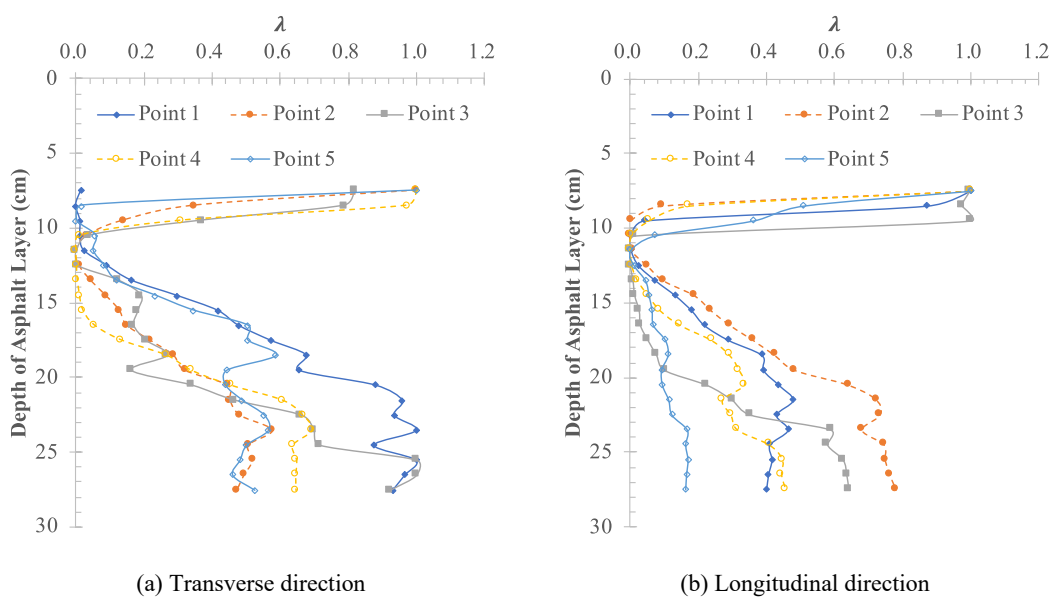 λ
0.0 0.2 0.4 0.6 0.8 1.0 1.2
0
5
10
15
20
25
30
Depth of Asphalt Layer (cm)
Point 1 Point 2 Point 3
Point 4 Point 5
(a) Transverse direction
λ
0.0 0.2 0.4 0.6 0.8 1.0 1.2
0
5
10
15
20
25
30
Depth of Asphalt Layer (cm)
Point 1 Point 2 Point 3
Point 4 Point 5
(b) Longitudinal direction